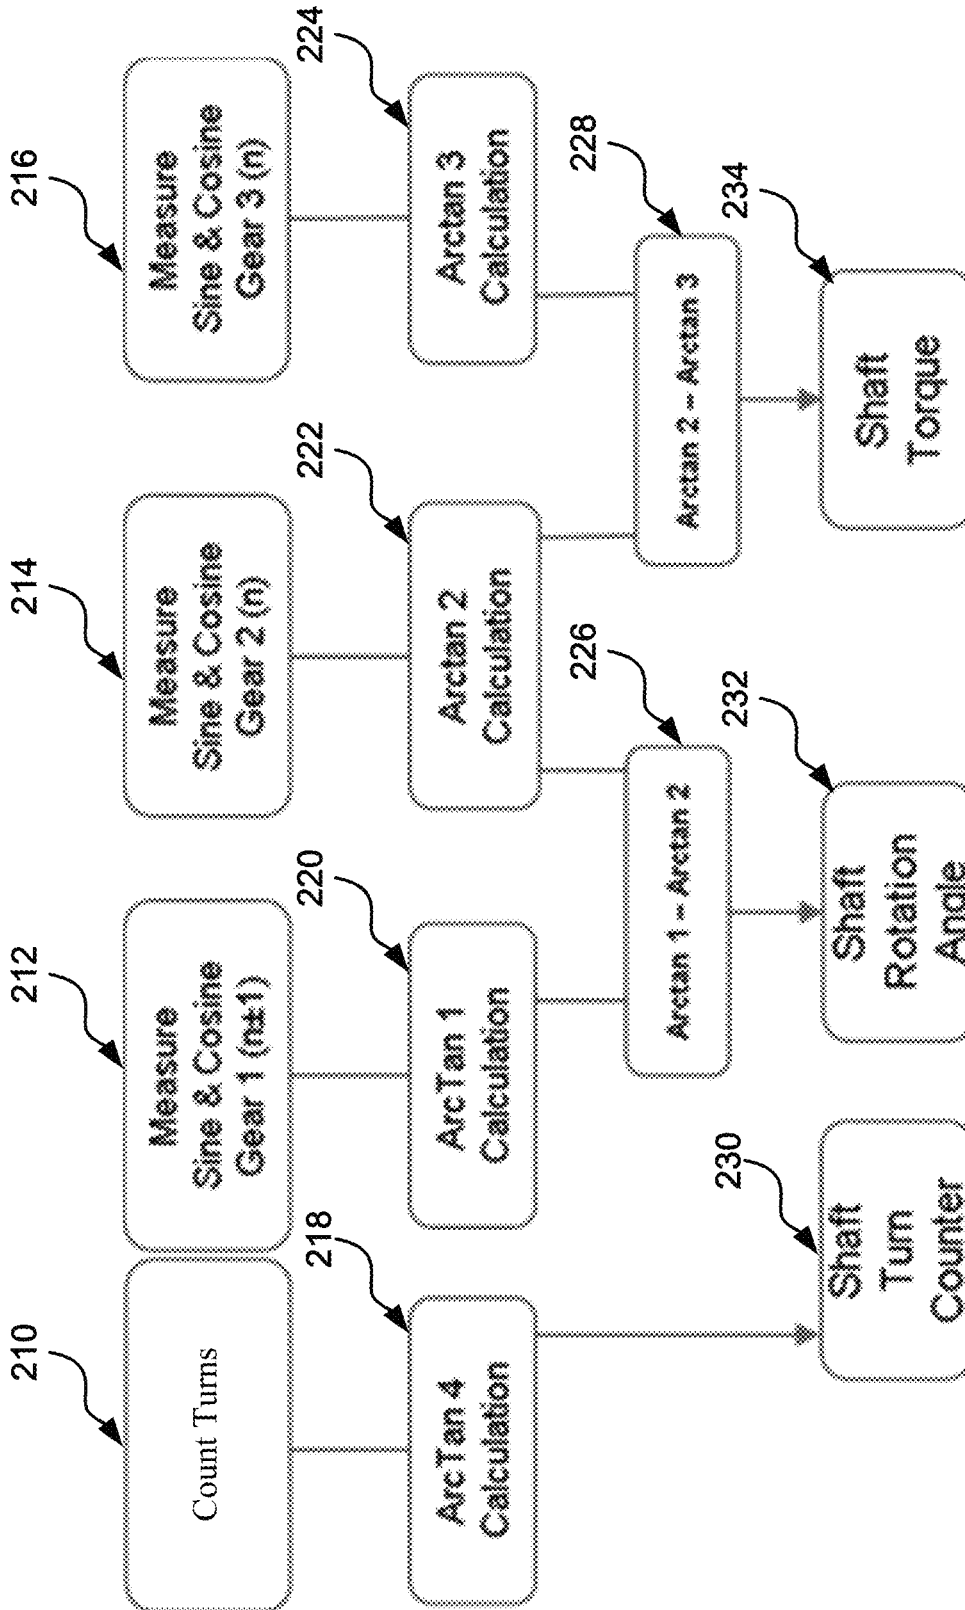 210
Count Turns
212
Measure
Sine & Cosine
Gear 1 (n±1)
214
Measure
Sine & Cosine
Gear 2 (n)
216
Measure
Sine & Cosine
Gear 3 (n)
218
ArcTan 4
Calculation
220
ArcTan 1
Calculation
222
Arctan 2
Calculation
224
Arctan 3
Calculation
226
Arctan 1 – Arctan 2
228
Arctan 2 – Arctan 3
230
Shaft
Turn
Counter
232
Shaft
Rotation
Angle
234
Shaft
Torque